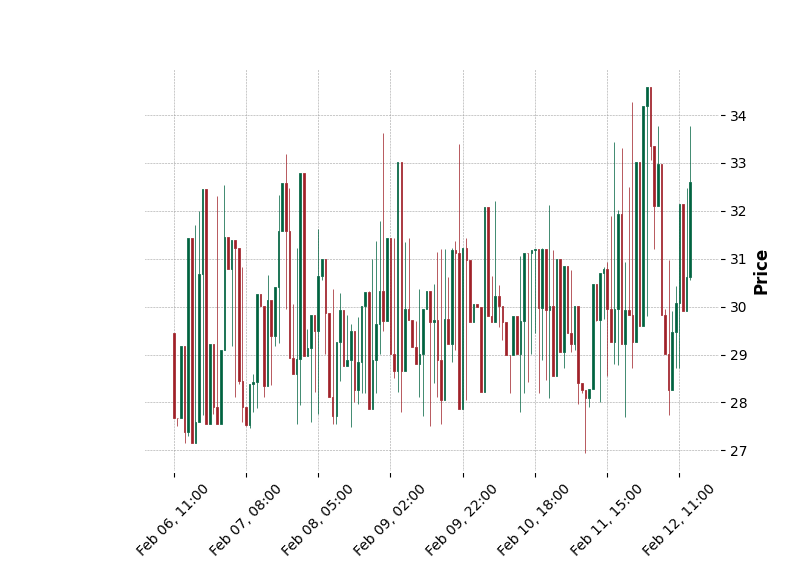 34
33
32
31
30
29
28
27
Price
Feb 06, 11:00
Feb 07, 08:00
Feb 08, 05:00
Feb 09, 02:00
Feb 09, 22:00
Feb 10, 18:00
Feb 11, 15:00
Feb 12, 11:00